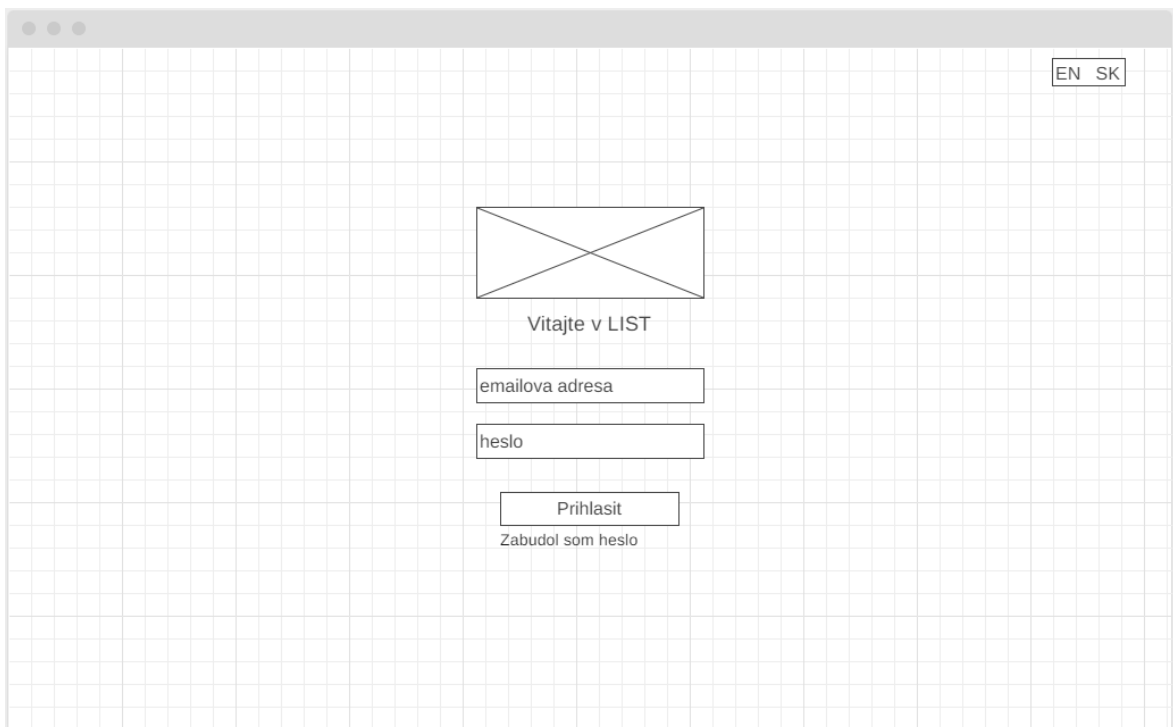 EN SK
Vitajte v LIST
emailova adresa
heslo
Prihlasit
Zabudol som heslo